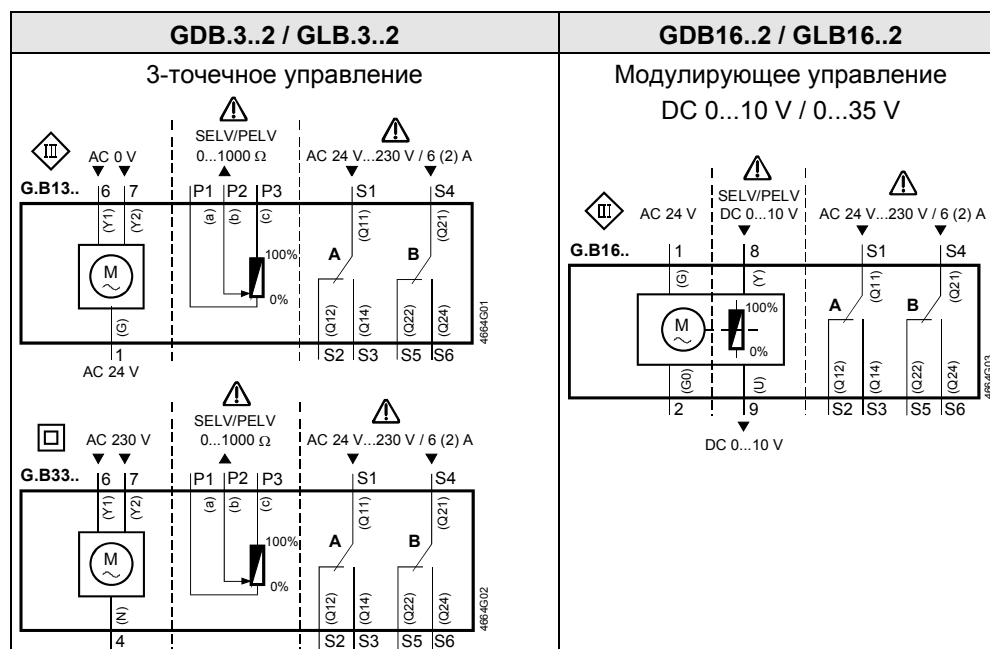 GDB.3..2 / GLB.3..2
3-точечное управление
SELV/PELV
AC 0 V
0...1000 Ω
AC 24 V...230 V / 6 (2) A
G.B13..
6 7 P1 P2 P3 S1 S4
(Y1) (Y2) (a) (b) (c) (Q11) (Q21)
100%
A B
M
0%
(G) (Q12) (Q14) (Q22) (Q24)
1 S2 S3 S5 S6
AC 24 V
4664G01
SELV/PELV
AC 230 V
0...1000 Ω
AC 24 V...230 V / 6 (2) A
G.B33..
6 7 P1 P2 P3 S1 S4
(Y1) (Y2) (a) (b) (c) (Q11) (Q21)
100%
A B
M
0%
(N) (Q12) (Q14) (Q22) (Q24)
4 S2 S3 S5 S6
4664G02
GDB16..2 / GLB16..2
Модулирующее управление
DC 0...10 V / 0...35 V
SELV/PELV
AC 24 V
DC 0...10 V
AC 24 V...230 V / 6 (2) A
G.B16..
1 8 S1 S4
(G) (Y) (Q11) (Q21)
100%
A B
M
0%
(G0) (U) (Q12) (Q14) (Q22) (Q24)
2 9 S2 S3 S5 S6
DC 0...10 V
4664G03